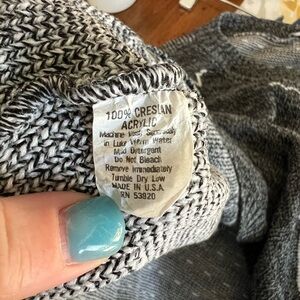 100% CRESLAN
ACRYLIC
Machine Wash Separately
in Luke Warm Water
Mild Detergent
Do Not Bleach
Remove Immediately
Tumble Dry Low
MADE IN U.S.A.
RN 53820